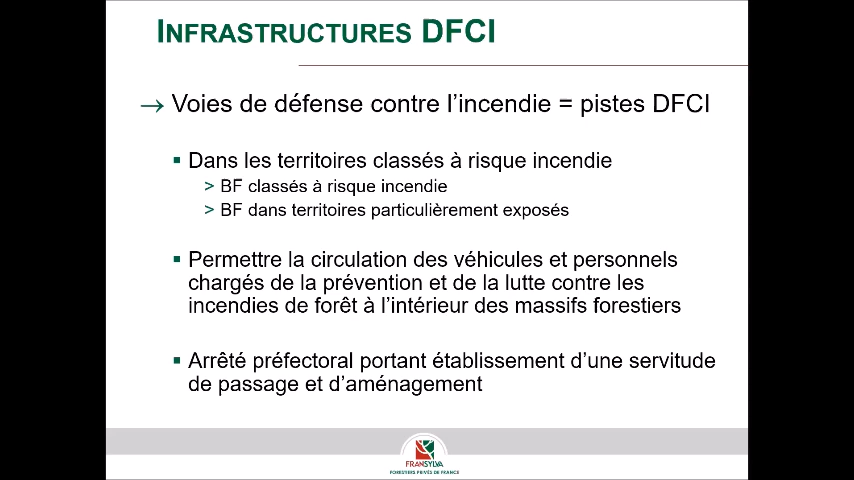 INFRASTRUCTURES DFCI
→ Voies de défense contre l'incendie = pistes DFCI
▪ Dans les territoires classés à risque incendie
> BF classés à risque incendie
> BF dans territoires particulièrement exposés
▪ Permettre la circulation des véhicules et personnels
chargés de la prévention et de la lutte contre les
incendies de forêt à l'intérieur des massifs forestiers
▪ Arrêté préfectoral portant établissement d'une servitude
de passage et d'aménagement
FRANSYLVA
FORESTIERS PRIVÉS DE FRANCE